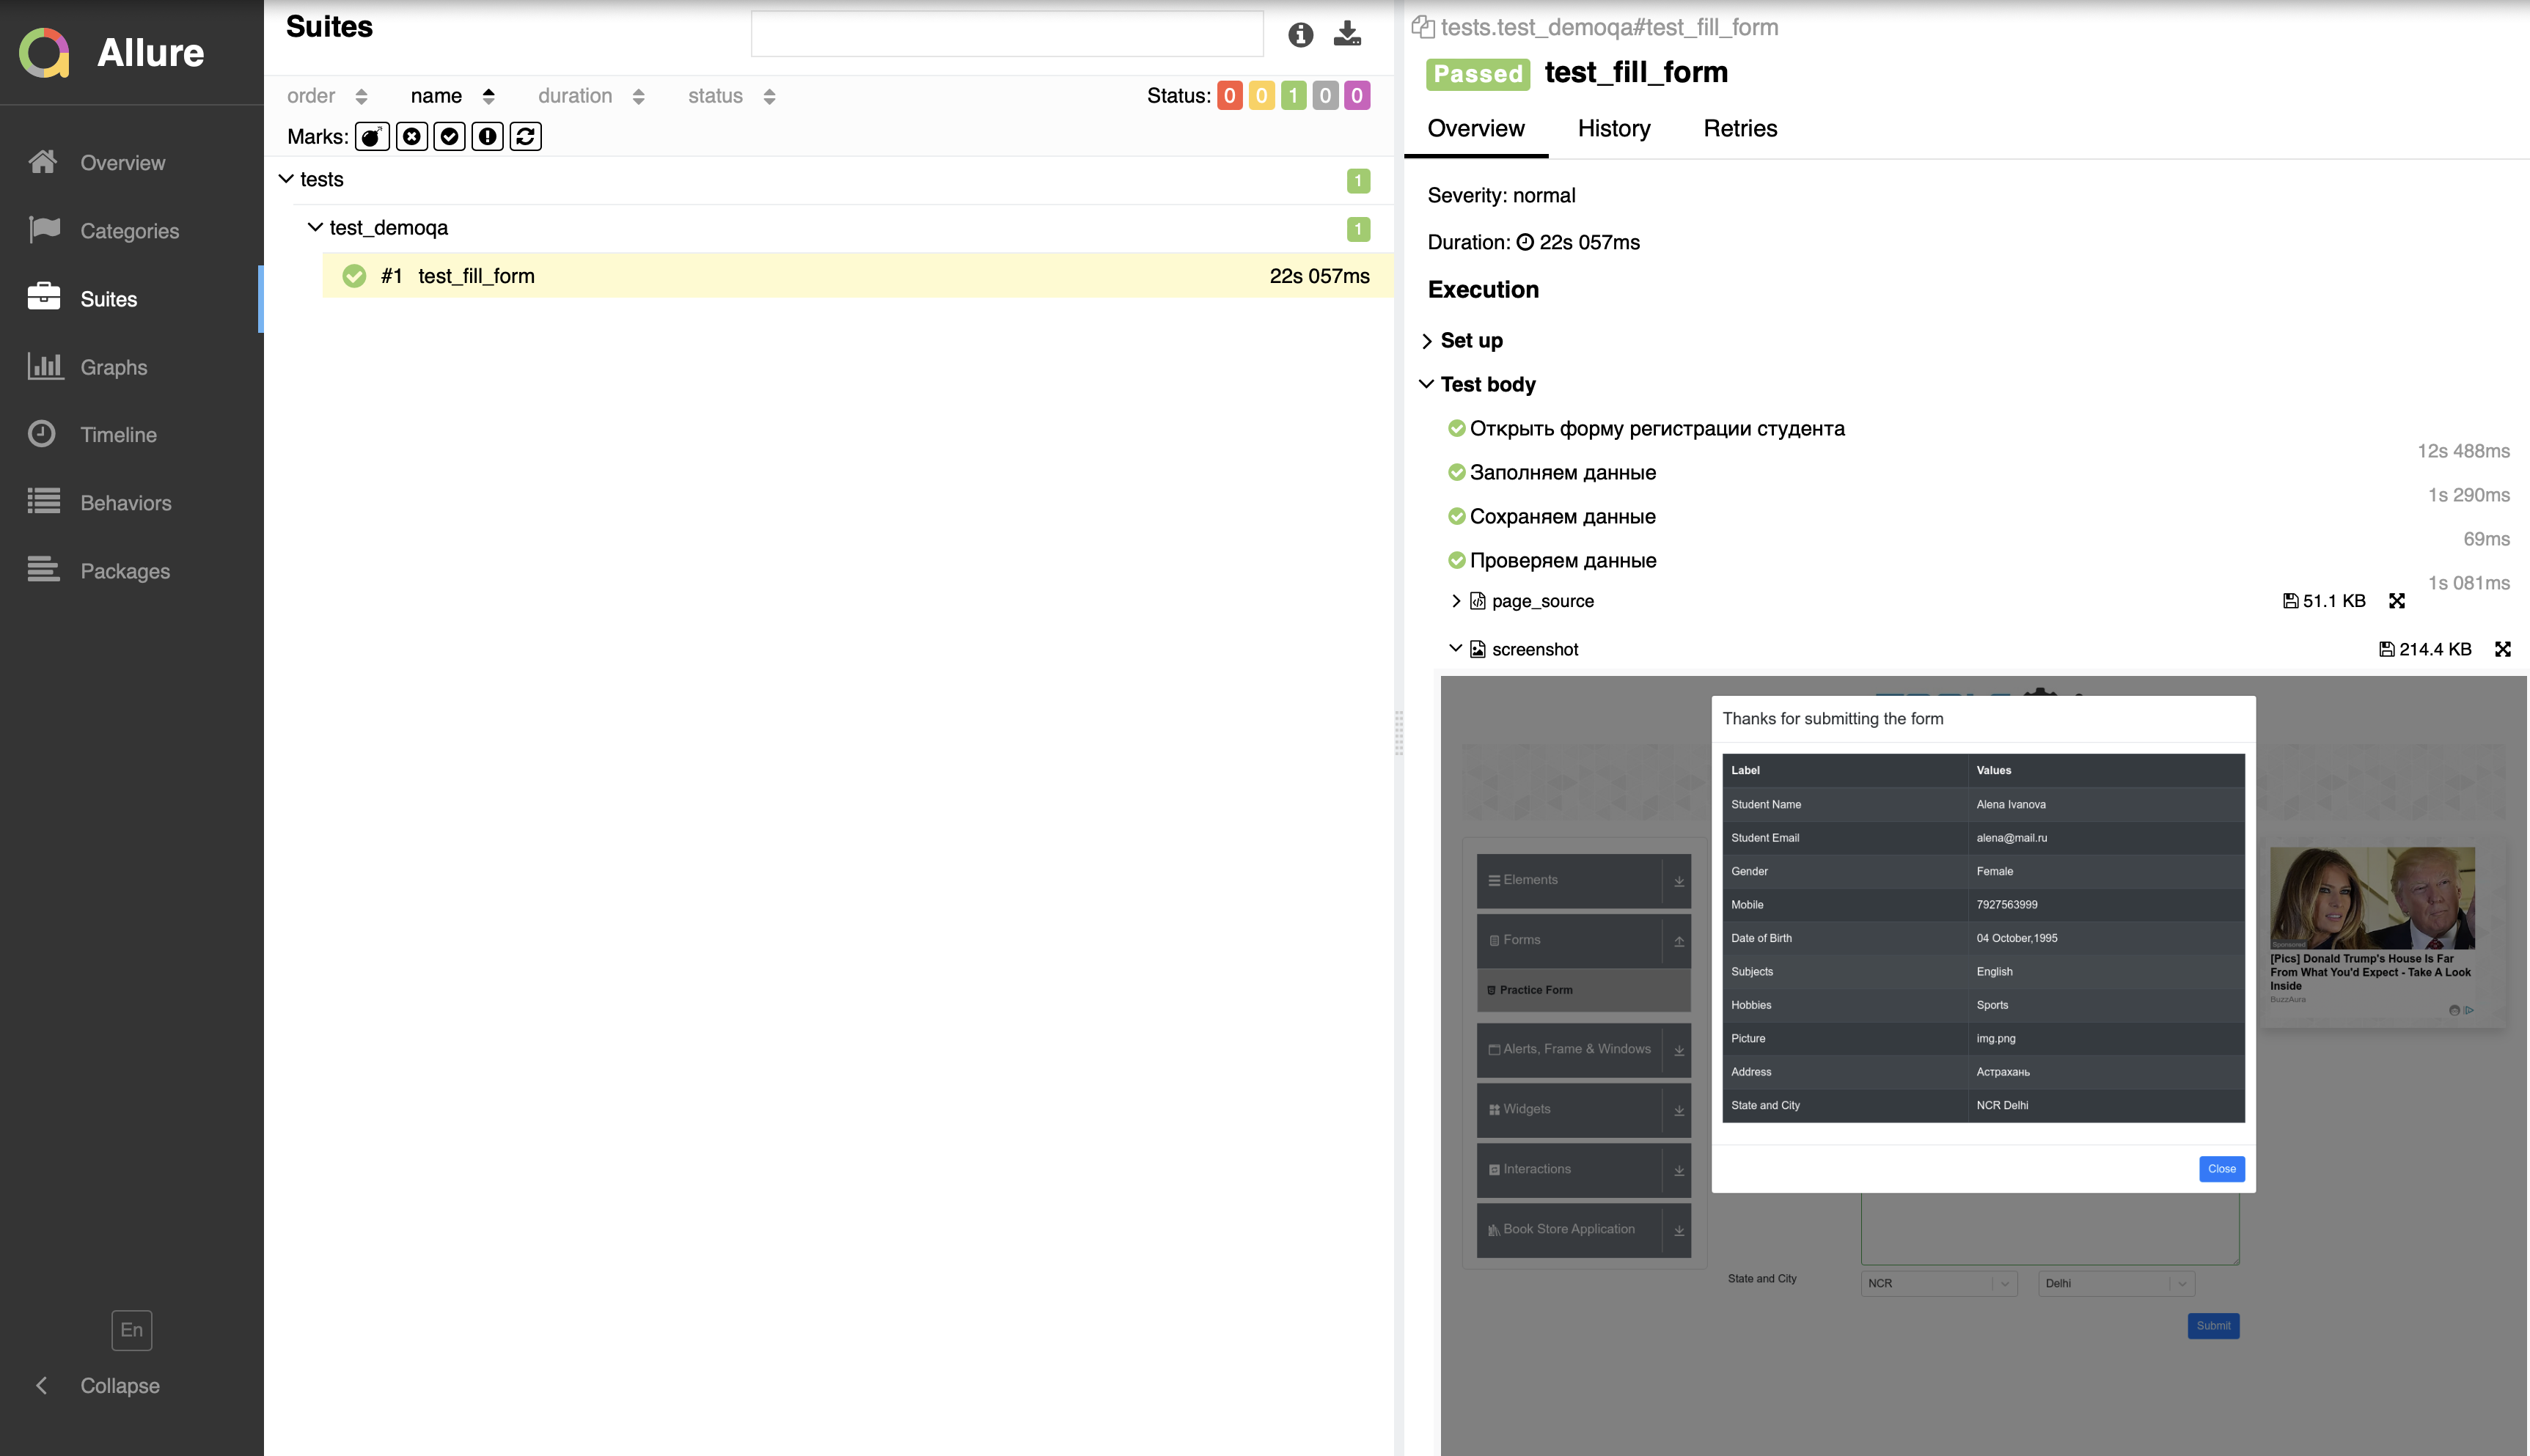 Allure
Overview
Categories
Suites
Graphs
Timeline
Behaviors
Packages
En
Collapse
Suites
order name duration status
Status: 0 0 1 0 0
Marks:
tests 1
test_demoqa 1
#1 test_fill_form 22s 057ms
tests.test_demoqa#test_fill_form
Passed test_fill_form
Overview History Retries
Severity: normal
Duration: 22s 057ms
Execution
Set up
Test body
Открыть форму регистрации студента
12s 488ms
Заполняем данные
1s 290ms
Сохраняем данные
69ms
Проверяем данные
1s 081ms
page_source 51.1 KB
screenshot 214.4 KB
Thanks for submitting the form
Label Values
Student Name Alena Ivanova
Student Email alena@mail.ru
Gender Female
Mobile 7927563999
Date of Birth 04 October,1995
Subjects English
Hobbies Sports
Picture img.png
Address Астрахань
State and City NCR Delhi
Close
Elements
Forms
Practice Form
Alerts, Frame & Windows
Widgets
Interactions
Book Store Application
Sponsored
[Pics] Donald Trump's House Is Far
From What You'd Expect - Take A Look
Inside
BuzzAura
State and City NCR Delhi
Submit